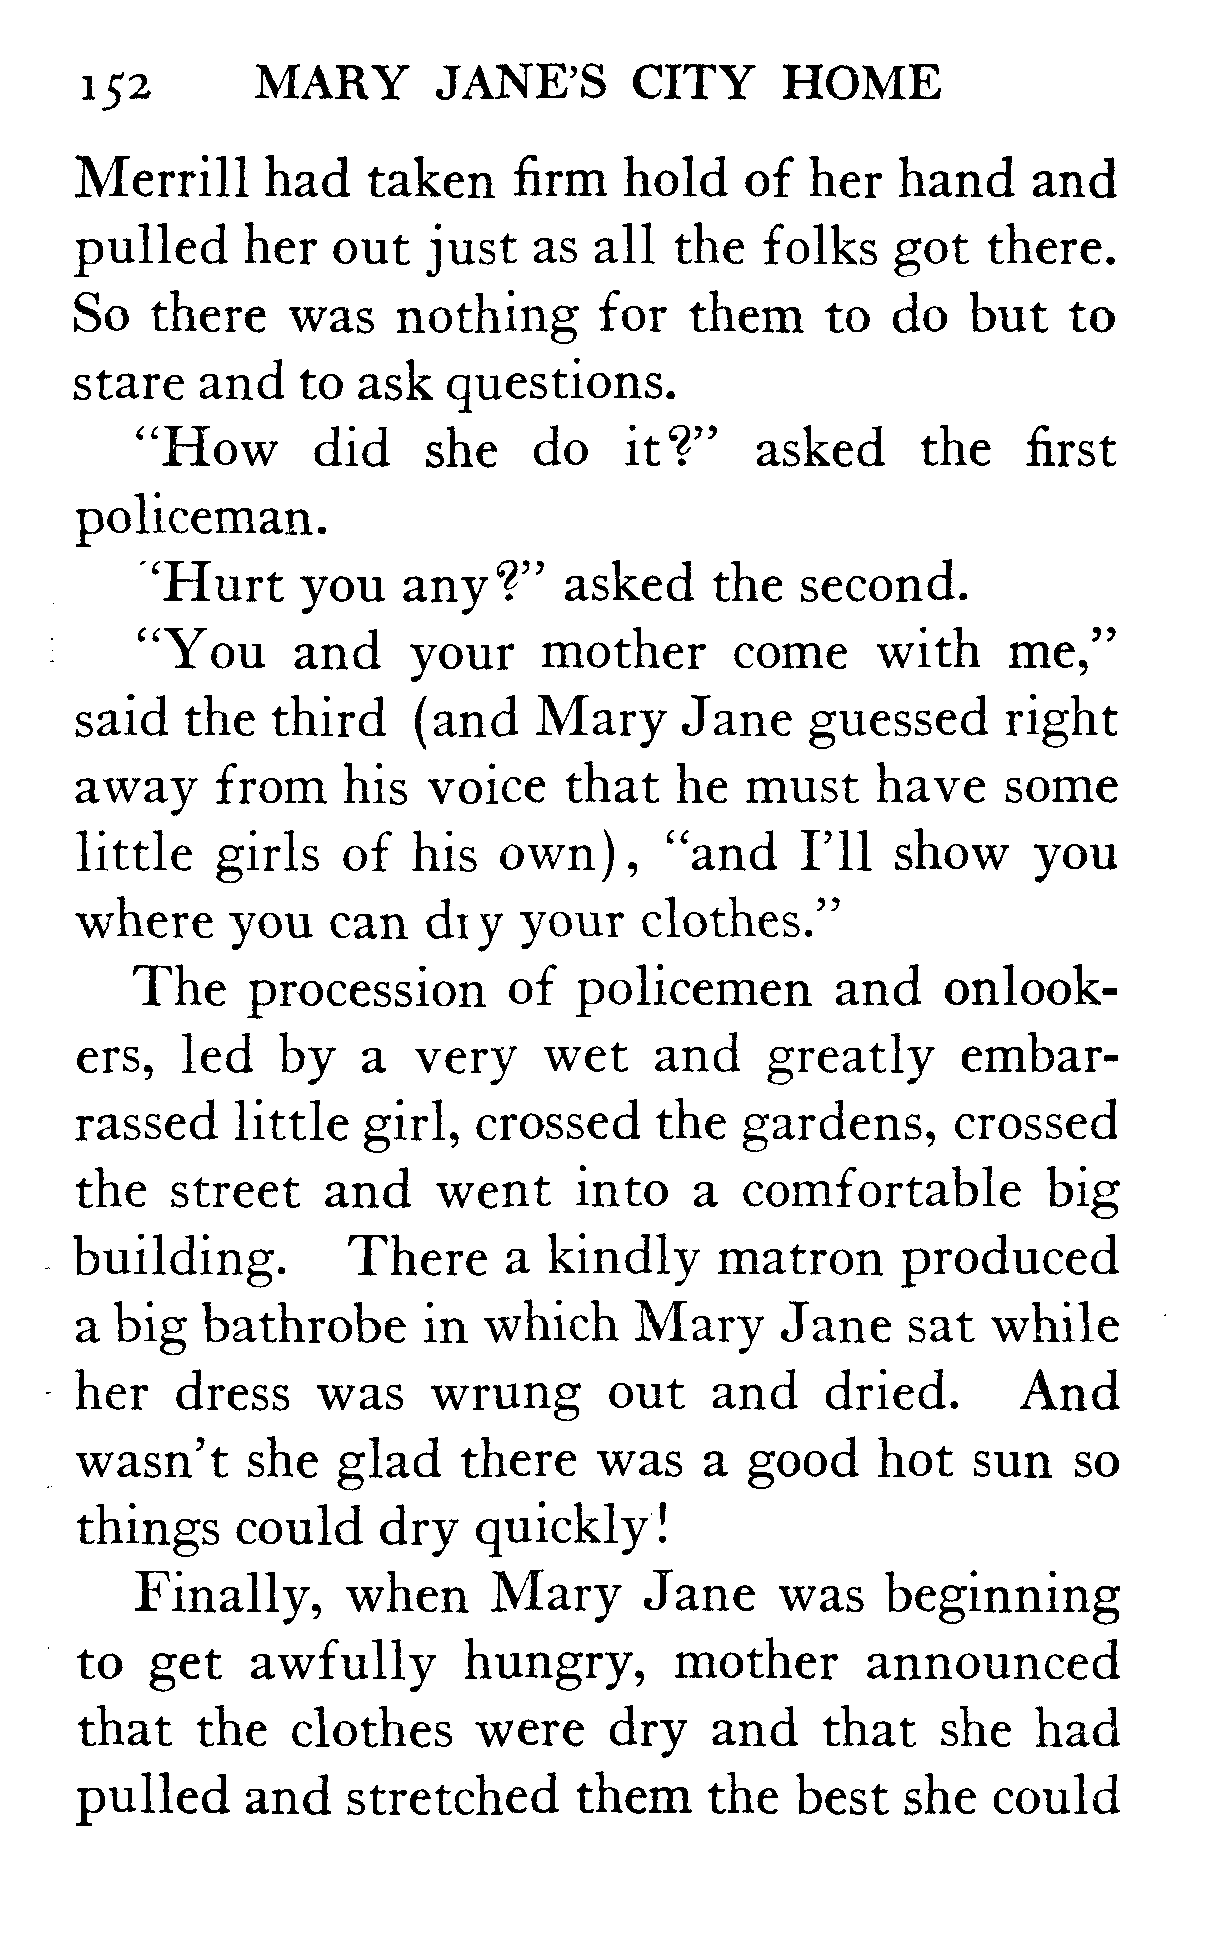 152 MARY JANE'S CITY HOME
Merrill had taken firm hold of her hand and
pulled her out just as all the folks got there.
So there was nothing for them to do but to
stare and to ask questions.
“How did she do it?” asked the first
policeman.
“Hurt you any?” asked the second.
“You and your mother come with me,”
said the third (and Mary Jane guessed right
away from his voice that he must have some
little girls of his own), “and I’ll show you
where you can dry your clothes.”
The procession of policemen and onlook-
ers, led by a very wet and greatly embar-
rassed little girl, crossed the gardens, crossed
the street and went into a comfortable big
building. There a kindly matron produced
a big bathrobe in which Mary Jane sat while
her dress was wrung out and dried. And
wasn’t she glad there was a good hot sun so
things could dry quickly!
Finally, when Mary Jane was beginning
to get awfully hungry, mother announced
that the clothes were dry and that she had
pulled and stretched them the best she could